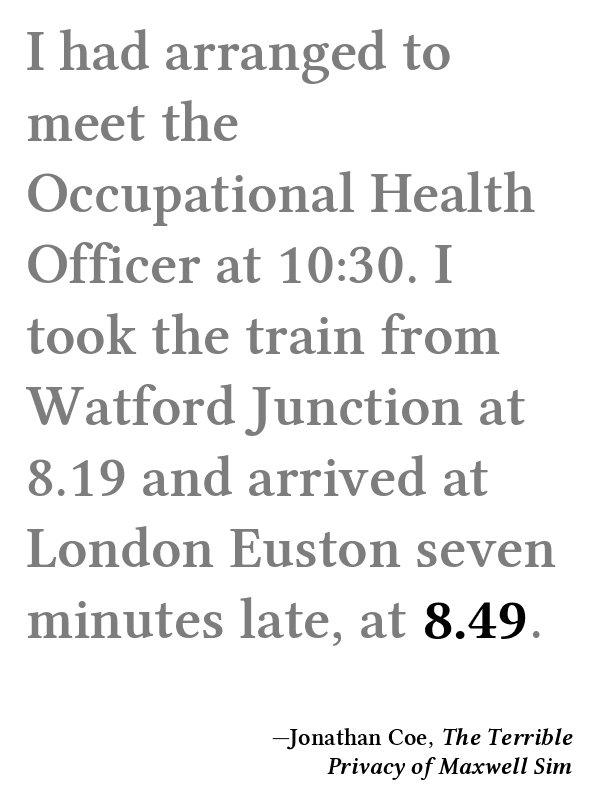 I had arranged to
meet the
Occupational Health
Officer at 10:30. I
took the train from
Watford Junction at
8.19 and arrived at
London Euston seven
minutes late, at 8.49.
—Jonathan Coe, The Terrible
Privacy of Maxwell Sim